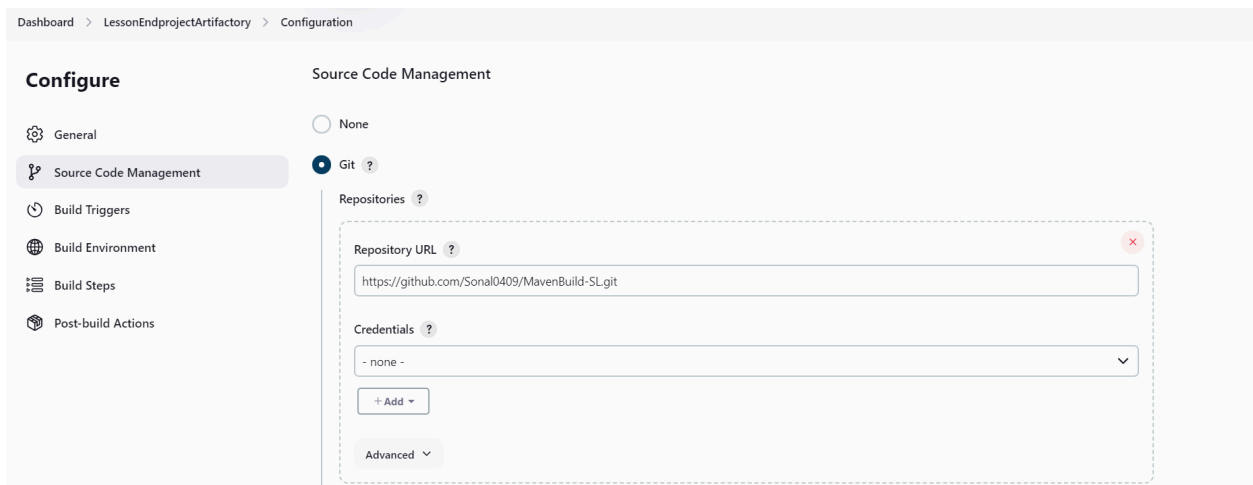 Dashboard > LessonEndprojectArtifactory > Configuration
Configure
General
Source Code Management
Build Triggers
Build Environment
Build Steps
Post-build Actions
Source Code Management
None
Git ?
Repositories ?
Repository URL ?
https://github.com/Sonal0409/MavenBuild-SL.git
Credentials ?
- none -
+ Add
Advanced